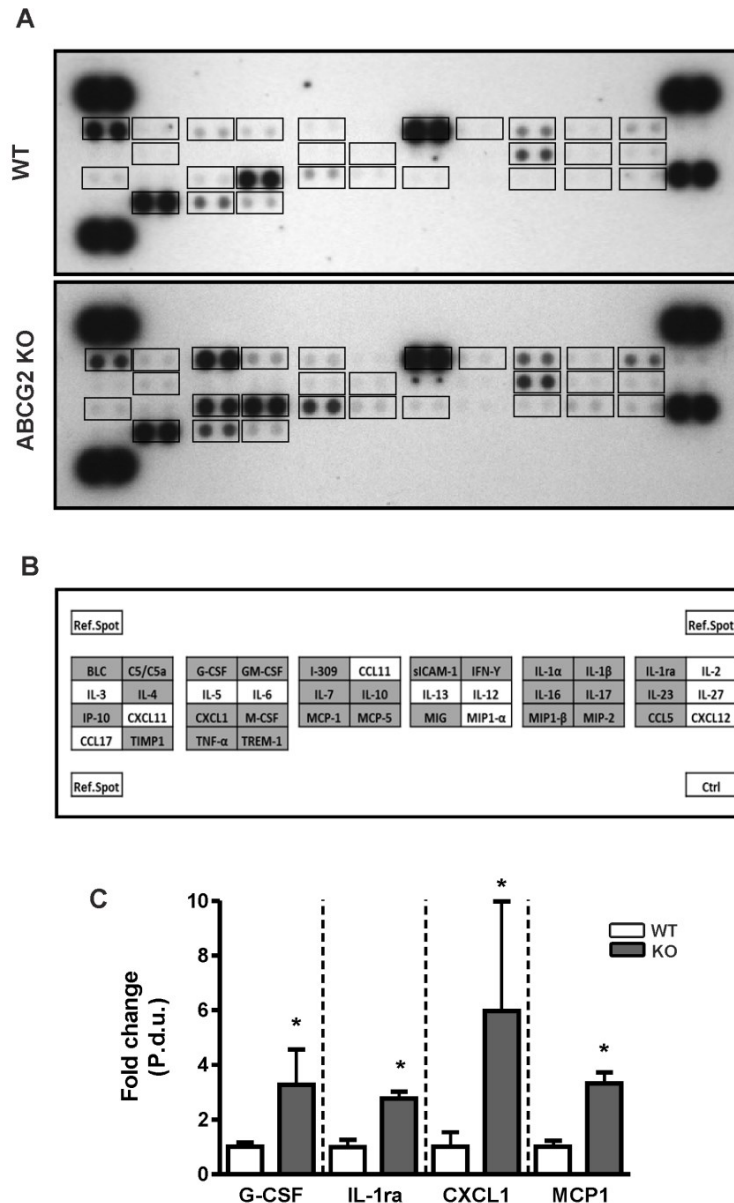 A
WT
ABCG2 KO
B
Ref.Spot Ref.Spot
BLC C5/C5a G-CSF GM-CSF I-309 CCL11 sICAM-1 IFN-Y IL-1α IL-1β IL-1ra IL-2
IL-3 IL-4 IL-5 IL-6 IL-7 IL-10 IL-13 IL-12 IL-16 IL-17 IL-23 IL-27
IP-10 CXCL11 CXCL1 M-CSF MCP-1 MCP-5 MIG MIP1-α MIP1-β MIP-2 CCL5 CXCL12
CCL17 TIMP1 TNF-α TREM-1
Ref.Spot Ctrl
C
Fold change
(P.d.u.)
10
8
6
4
2
0
* * * *
WT
KO
G-CSF IL-1ra CXCL1 MCP1